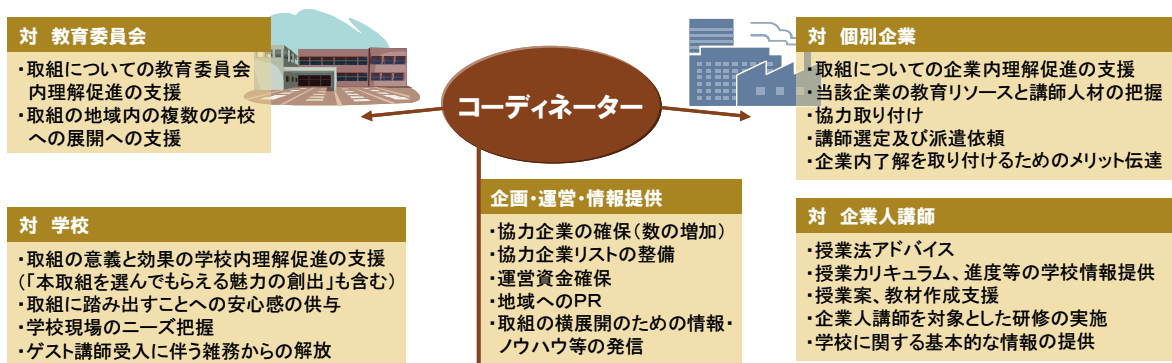 対 教育委員会
・取組についての教育委員会
内理解促進の支援
・取組の地域内の複数の学校
への展開への支援
コーディネーター
対 個別企業
・取組についての企業内理解促進の支援
・当該企業の教育リソースと講師人材の把握
・協力取り付け
・講師選定及び派遣依頼
・企業内了解を取り付けるためのメリット伝達
対 学校
・取組の意義と効果の学校内理解促進の支援
(「本取組を選んでもらえる魅力の創出」も含む)
・取組に踏み出すことへの安心感の供与
・学校現場のニーズ把握
・ゲスト講師受入に伴う雑務からの解放
企画・運営・情報提供
・協力企業の確保(数の増加)
・協力企業リストの整備
・運営資金確保
・地域へのPR
・取組の横展開のための情報・
ノウハウ等の発信
対 企業人講師
・授業法アドバイス
・授業カリキュラム、進度等の学校情報提供
・授業案、教材作成支援
・企業人講師を対象とした研修の実施
・学校に関する基本的な情報の提供